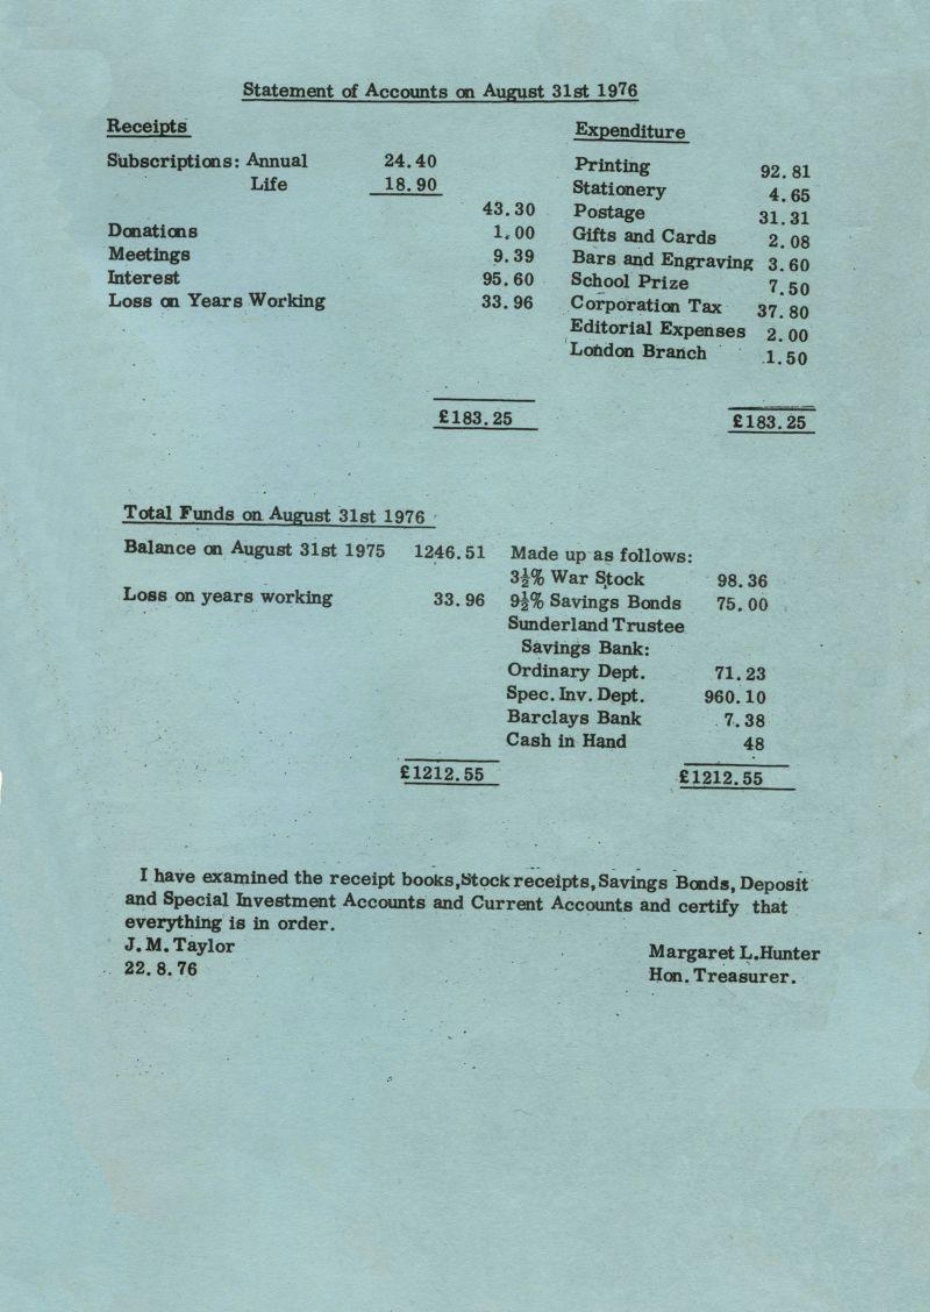 Statement of Accounts on August 31st 1976
Receipts
Subscriptions: Annual 24.40
Life 18.90
43.30
Donations 1.00
Meetings 9.39
Interest 95.60
Loss on Years Working 33.96
£183.25
Expenditure
Printing 92.81
Stationery 4.65
Postage 31.31
Gifts and Cards 2.08
Bars and Engraving 3.60
School Prize 7.50
Corporation Tax 37.80
Editorial Expenses 2.00
London Branch 1.50
£183.25
Total Funds on August 31st 1976
Balance on August 31st 1975 1246.51
Loss on years working 33.96
£1212.55
Made up as follows:
3½% War Stock 98.36
9½% Savings Bonds 75.00
Sunderland Trustee
Savings Bank:
Ordinary Dept. 71.23
Spec. Inv. Dept. 960.10
Barclays Bank 7.38
Cash in Hand 48
£1212.55
I have examined the receipt books, Stock receipts, Savings Bonds, Deposit
and Special Investment Accounts and Current Accounts and certify that
everything is in order.
J. M. Taylor
22. 8. 76
Margaret L. Hunter
Hon. Treasurer.